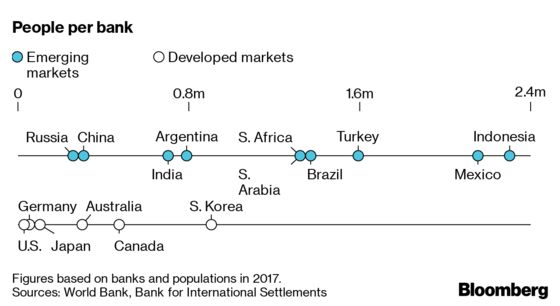 People per bank
Emerging
markets
Developed markets
0
0.8m
1.6m
2.4m
Russia China Argentina S. Africa Turkey Indonesia
India S.
Arabia Brazil Mexico
Germany Australia S. Korea
U.S. Japan Canada
Figures based on banks and populations in 2017.
Sources: World Bank, Bank for International Settlements
Bloomberg